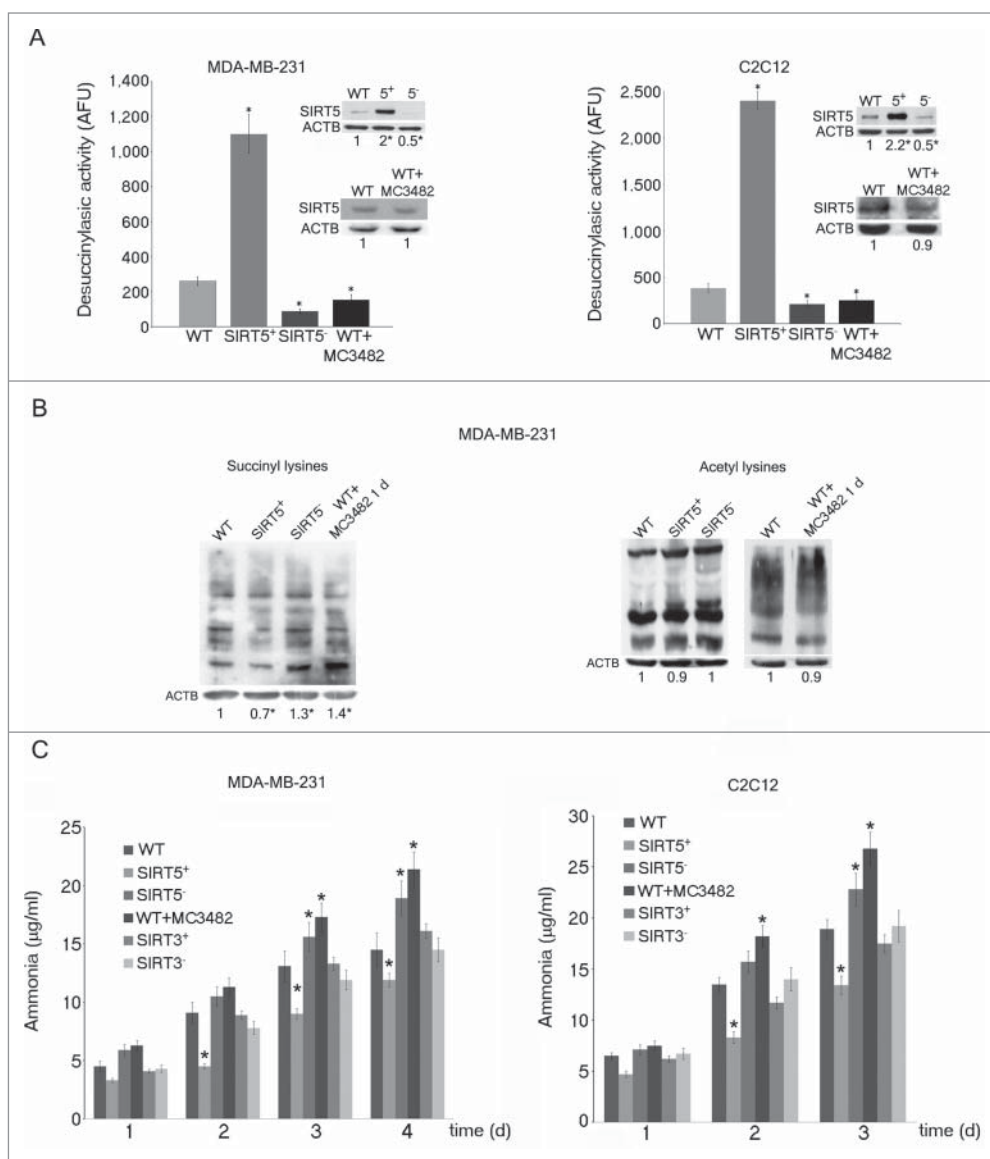 A
MDA-MB-231
Desuccinylasic activity (AFU)
1,400
1,200
1.000
800
600
400
200
0
*
*
*
WT
SIRT5+
SIRT5-
WT+
MC3482
WT 5+ 5-
SIRT5
ACTB
1 2* 0.5*
WT
WT+
MC3482
SIRT5
ACTB
1 1
C2C12
Desuccinylasic activity (AFU)
2,500
2,000
1,500
1,000
500
0
*
*
*
WT
SIRT5+
SIRT5-
WT+
MC3482
WT 5+ 5-
SIRT5
ACTB
1 2.2* 0.5*
WT
WT+
MC3482
SIRT5
ACTB
1 0.9
B
MDA-MB-231
Succinyl lysines
WT
SIRT5+
SIRT5-
WT+
MC3482 1 d
ACTB
1 0.7* 1.3* 1.4*
Acetyl lysines
WT
SIRT5+
SIRT5-
WT
WT+
MC3482 1 d
ACTB
1 0.9 1 1 0.9
C
MDA-MB-231
Ammonia (µg/ml)
25
20
15
10
5
0
WT
SIRT5+
SIRT5-
WT+MC3482
SIRT3+
SIRT3-
*
* * *
* * *
1 2 3 4 time (d)
C2C12
Ammonia (µg/ml)
30
25
20
15
10
5
0
WT
SIRT5+
SIRT5-
WT+MC3482
SIRT3+
SIRT3-
* *
* * *
1 2 3 time (d)